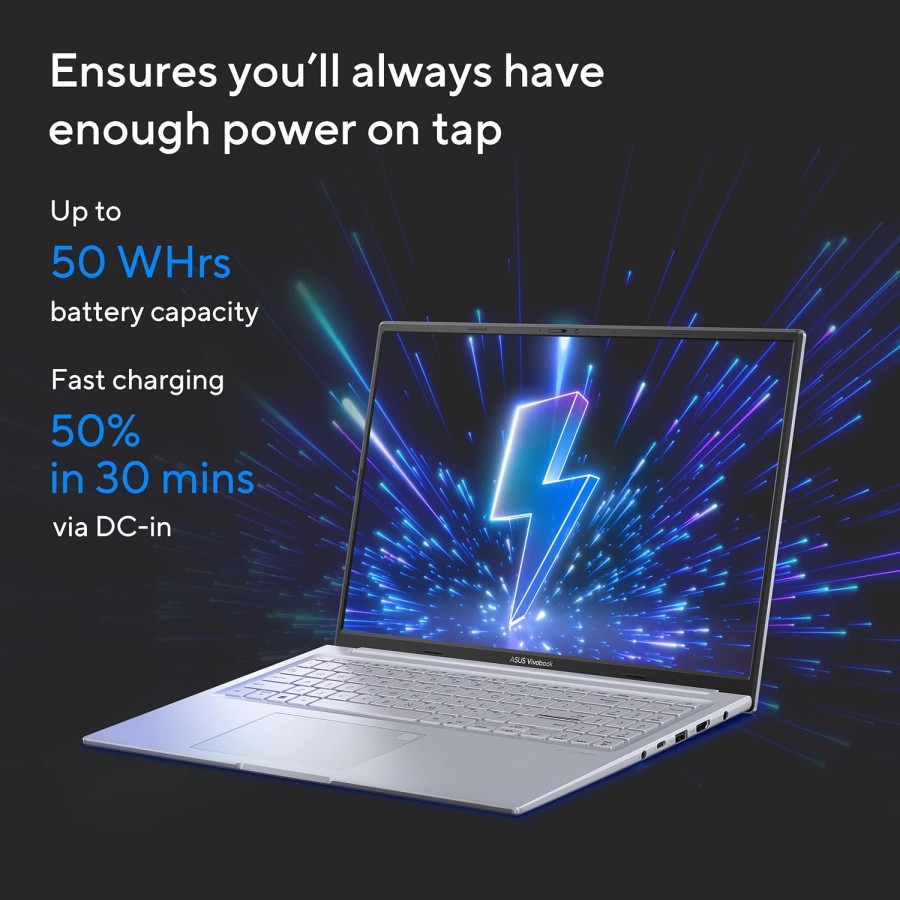 Ensures you’ll always have
enough power on tap
Up to
50 WHrs
battery capacity
Fast charging
50%
in 30 mins
via DC-in
ASUS Vivobook